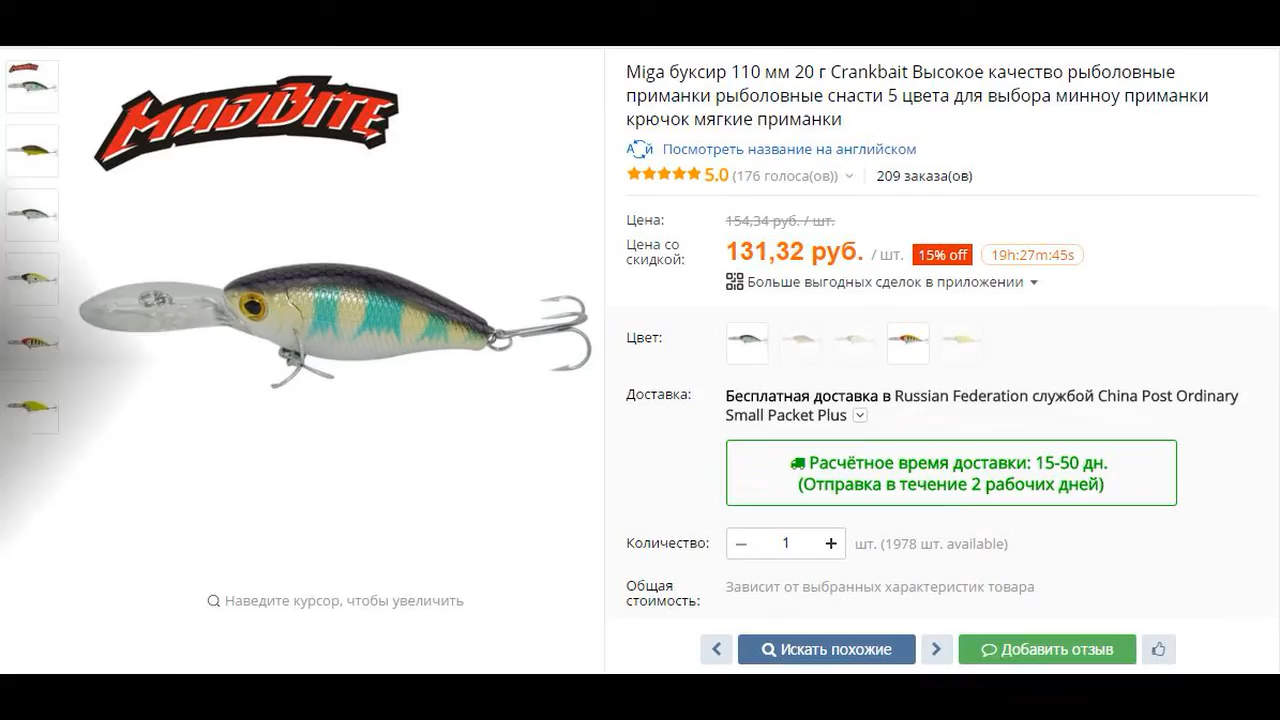 MADBITE
Miga буксир 110 мм 20 г Crankbait Высокое качество рыболовные
приманки рыболовные снасти 5 цвета для выбора минноу приманки
крючок мягкие приманки
Посмотреть название на английском
5.0 (176 голоса(ов)) 209 заказа(ов)
Цена: 154,34 руб. / шт.
Цена со
скидкой:
131,32 руб. / шт. 15% off 19h:27m:45s
Больше выгодных сделок в приложении
Цвет:
Доставка:
Бесплатная доставка в Russian Federation службой China Post Ordinary
Small Packet Plus
Расчётное время доставки: 15-50 дн.
(Отправка в течение 2 рабочих дней)
Количество: − 1 + шт. (1978 шт. available)
Общая
стоимость:
Зависит от выбранных характеристик товара
Наведите курсор, чтобы увеличить
Искать похожие
Добавить отзыв